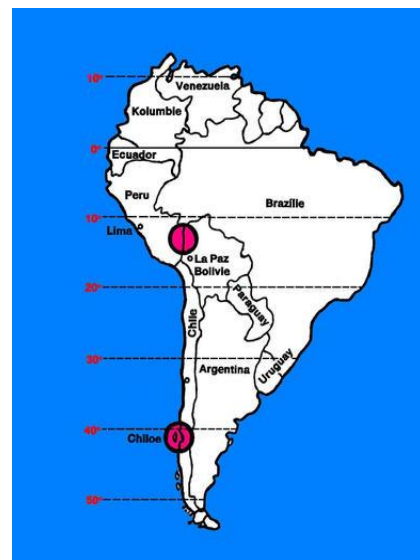 10°
Venezuela
Kolumbie
0°
Ecuador
Peru
Brazílie
10°
Lima
La Paz
Bolivie
20°
Chile
Paraguay
30°
Argentina
Uruguay
40°
Chiloe
50°